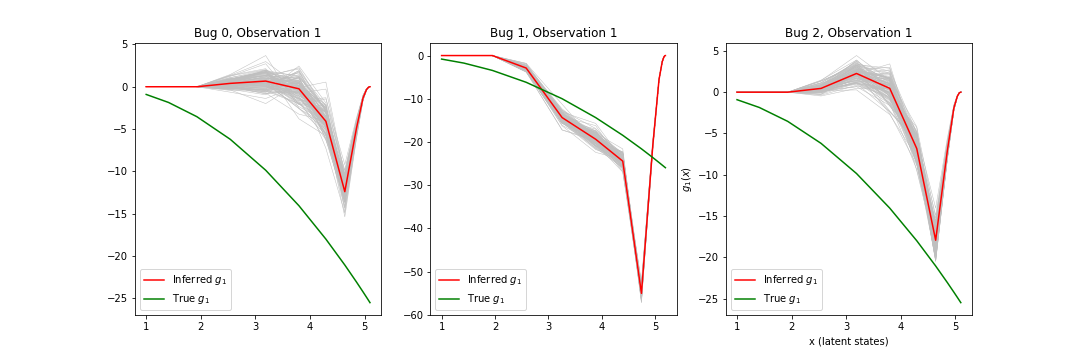 Bug 0, Observation 1
5
0
−5
−10
−15
−20
−25
1 2 3 4 5
Inferred g₁
True g₁
Bug 1, Observation 1
0
−10
−20
−30
−40
−50
−60
1 2 3 4 5
Inferred g₁
True g₁
Bug 2, Observation 1
g₁(x)
5
0
−5
−10
−15
−20
−25
1 2 3 4 5
x (latent states)
Inferred g₁
True g₁